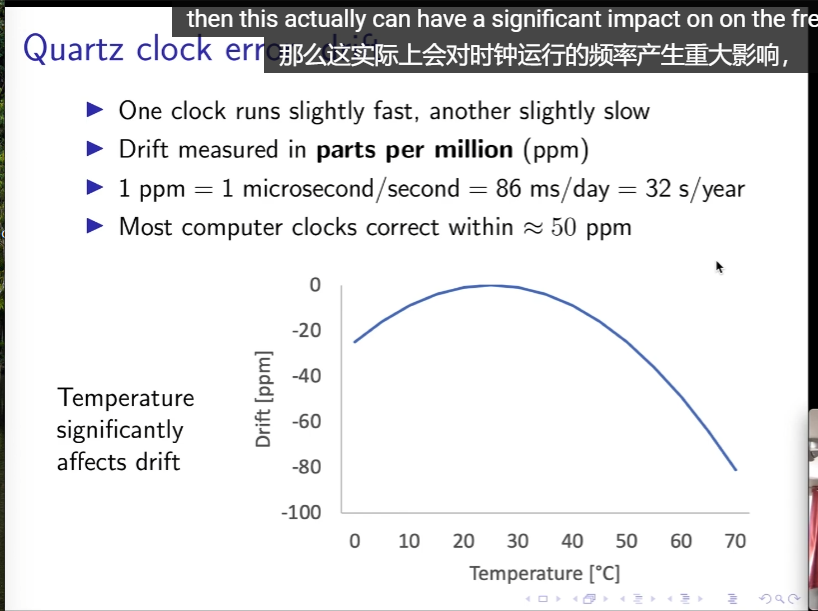 then this actually can have a significant impact on on the fre
Quartz clock err
那么这实际上会对时钟运行的频率产生重大影响，
One clock runs slightly fast, another slightly slow
Drift measured in parts per million (ppm)
1 ppm = 1 microsecond/second = 86 ms/day = 32 s/year
Most computer clocks correct within ≈ 50 ppm
0
-20
-40
-60
-80
-100
Drift [ppm]
Temperature
significantly
affects drift
0 10 20 30 40 50 60 70
Temperature [°C]